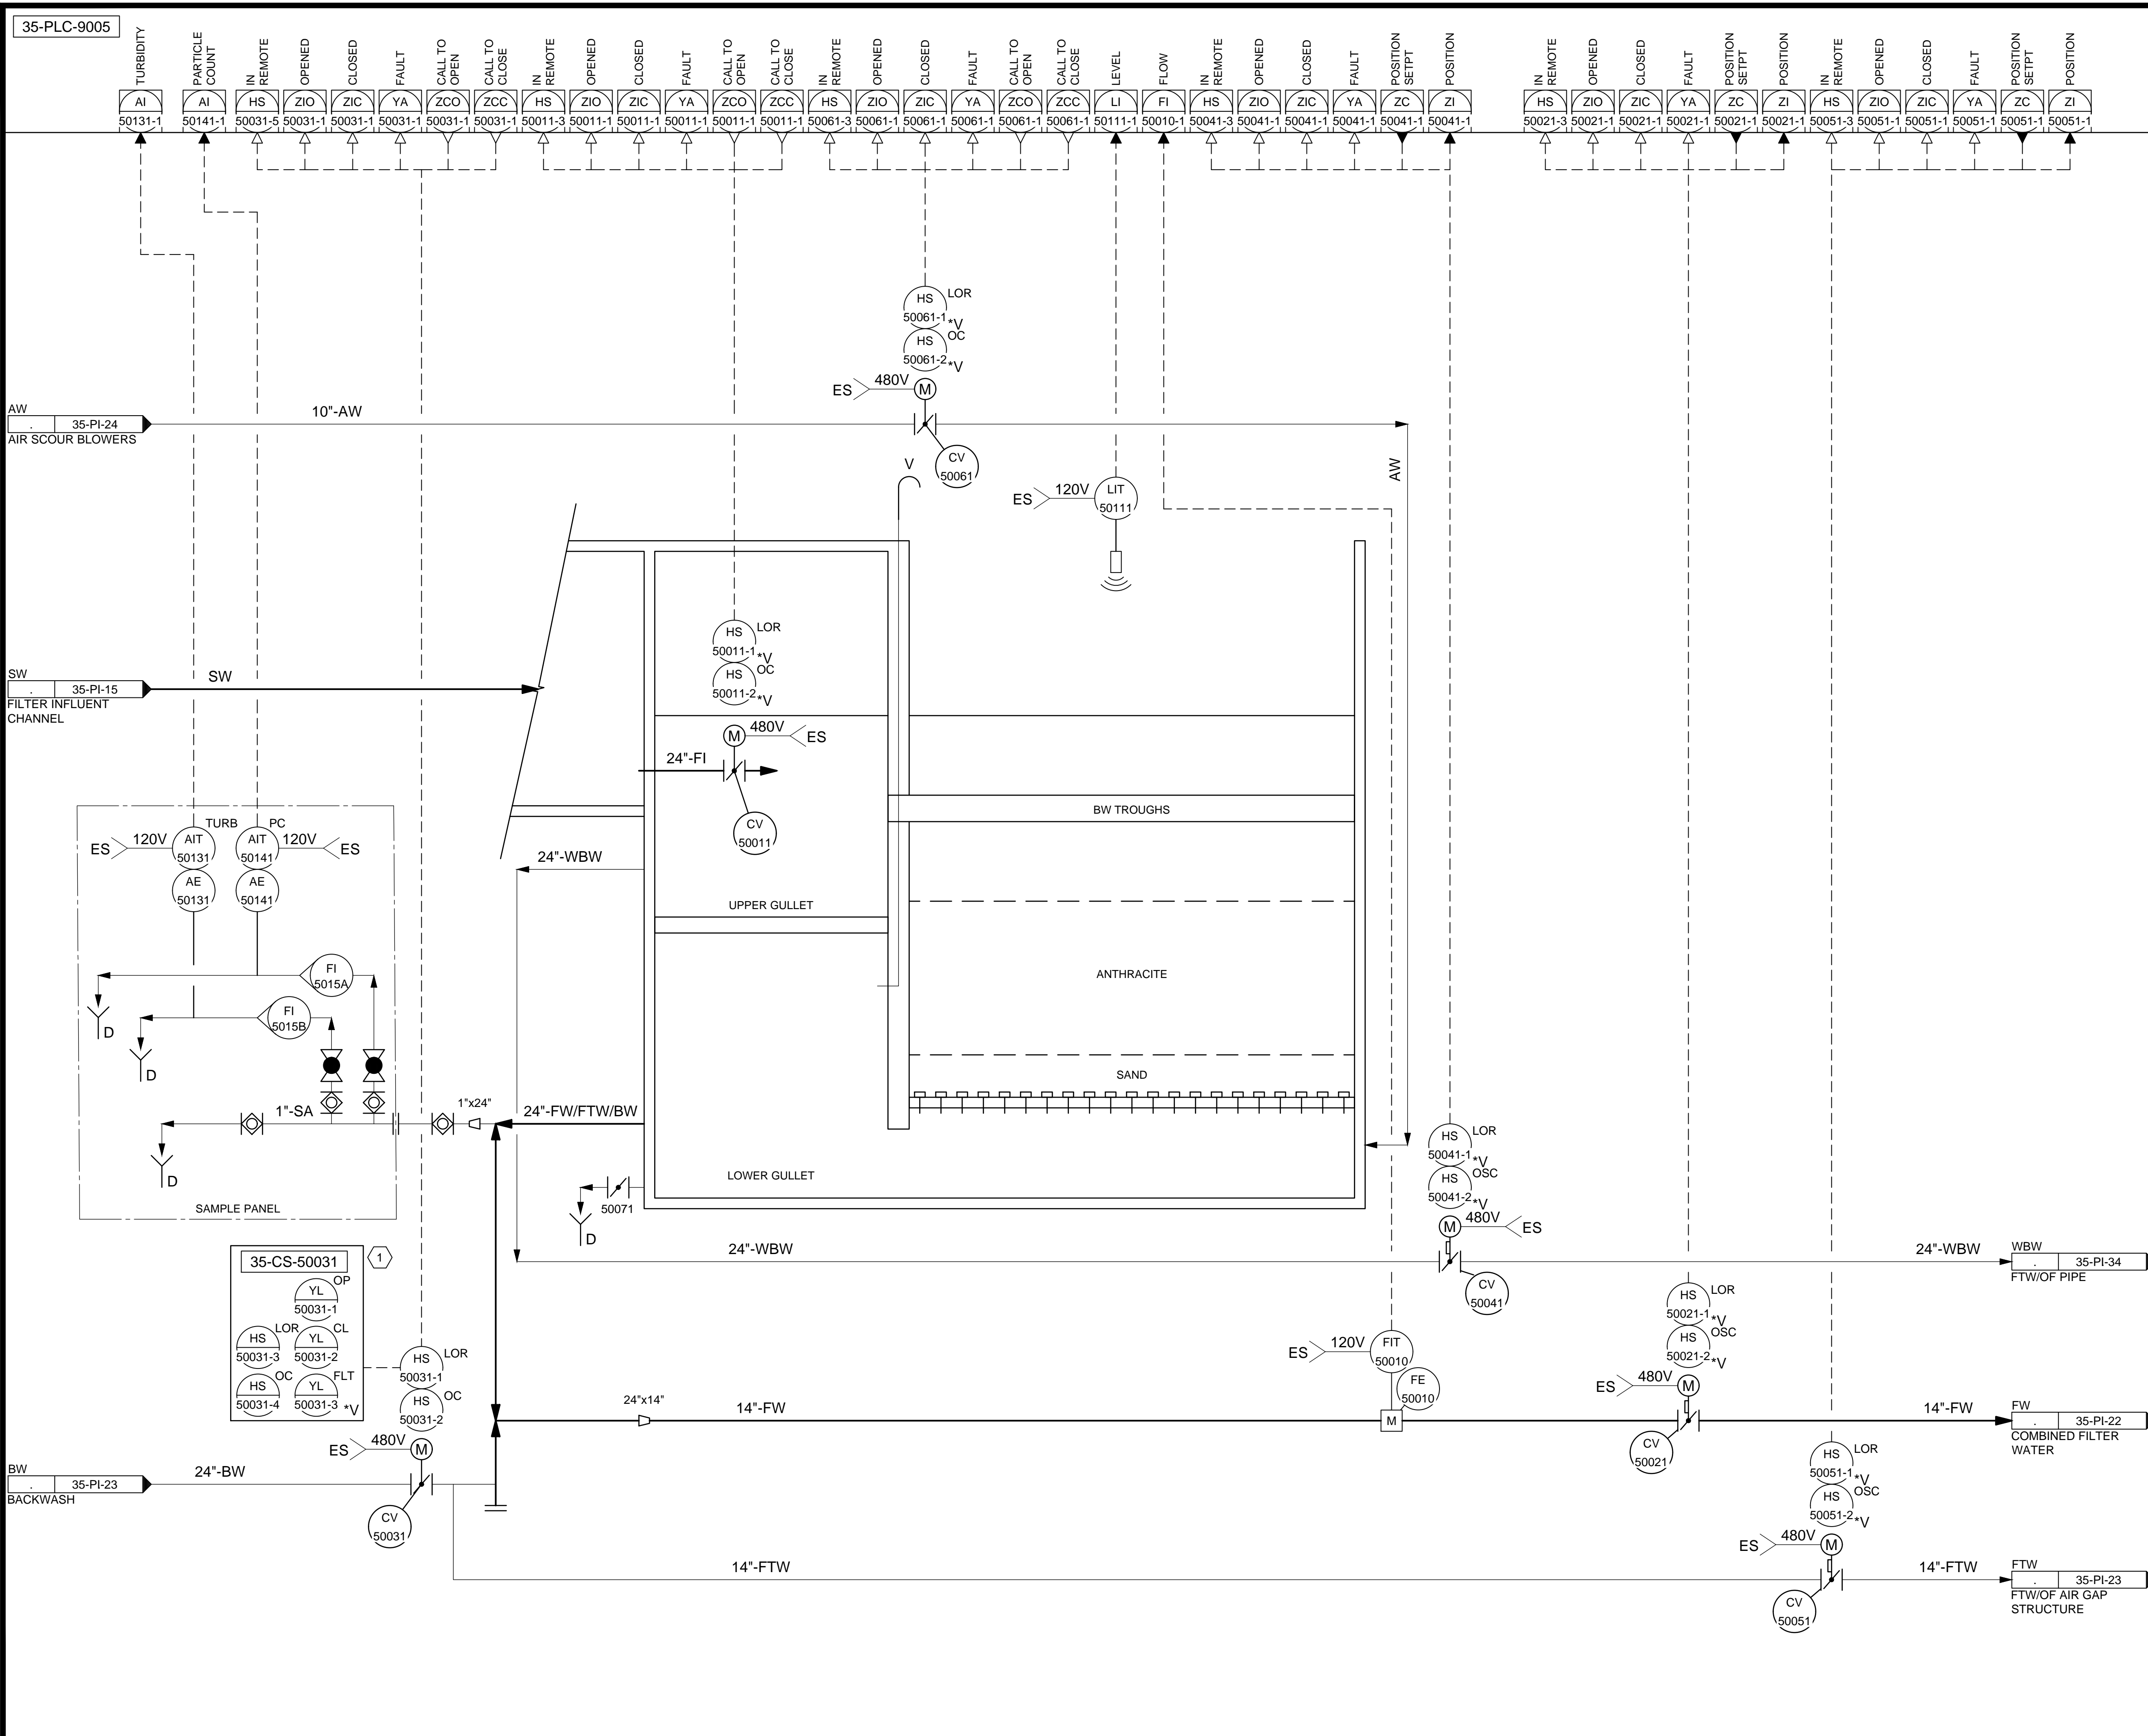 35-PLC-9005
TURBIDITY
PARTICLE
COUNT
IN
REMOTE
OPENED
CLOSED
FAULT
CALL TO
OPEN
CALL TO
CLOSE
IN
REMOTE
OPENED
CLOSED
FAULT
CALL TO
OPEN
CALL TO
CLOSE
IN
REMOTE
OPENED
CLOSED
FAULT
CALL TO
OPEN
CALL TO
CLOSE
LEVEL
FLOW
IN
REMOTE
OPENED
CLOSED
FAULT
POSITION
SETPT
POSITION
IN
REMOTE
OPENED
CLOSED
FAULT
POSITION
SETPT
POSITION
IN
REMOTE
OPENED
CLOSED
FAULT
POSITION
SETPT
POSITION
AI AI HS ZIO ZIC YA ZCO ZCC HS ZIO ZIC YA ZCO ZCC HS ZIO ZIC YA ZCO ZCC LI FI HS ZIO ZIC YA ZC ZI HS ZIO ZIC YA ZC ZI HS ZIO ZIC YA ZC ZI
50131-1 50141-1 50031-5 50031-1 50031-1 50031-1 50031-1 50031-1 50011-3 50011-1 50011-1 50011-1 50011-1 50011-1 50061-3 50061-1 50061-1 50061-1 50061-1 50061-1 50111-1 50010-1 50041-3 50041-1 50041-1 50041-1 50041-1 50041-1 50021-3 50021-1 50021-1 50021-1 50021-1 50021-1 50051-3 50051-1 50051-1 50051-1 50051-1 50051-1
HS LOR
50061-1 *V
HS OC
50061-2 *V
ES 480V M
AW
. 35-PI-24
AIR SCOUR BLOWERS
10"-AW
CV
50061
V
AW
ES 120V LIT
50111
HS LOR
50011-1 *V
HS OC
50011-2 *V
SW
. 35-PI-15
FILTER INFLUENT
CHANNEL
SW
M 480V ES
24"-FI
CV
50011
BW TROUGHS
TURB PC
ES 120V AIT AIT 120V ES
50131 50141
AE AE
50131 50141
24"-WBW
UPPER GULLET
ANTHRACITE
FI
5015A
FI
5015B
D
D
SAND
1"-SA
1"x24"
24"-FW/FTW/BW
D
LOWER GULLET
50071
D
SAMPLE PANEL
HS LOR
50041-1 *V
HS OSC
50041-2 *V
M 480V ES
24"-WBW
24"-WBW
WBW
. 35-PI-34
FTW/OF PIPE
CV
50041
35-CS-50031
1
YL OP
50031-1
HS LOR YL CL
50031-3 50031-2
HS OC YL FLT
50031-4 50031-3 *V
HS LOR
50031-1
HS OC
50031-2
ES 480V M
HS LOR
50021-1 *V
HS OSC
50021-2 *V
ES 480V M
ES 120V FIT
50010
FE
50010
M
24"x14"
14"-FW
14"-FW
FW
. 35-PI-22
COMBINED FILTER
WATER
CV
50021
BW
. 35-PI-23
BACKWASH
24"-BW
CV
50031
HS LOR
50051-1 *V
HS OSC
50051-2 *V
ES 480V M
14"-FTW
14"-FTW
FTW
. 35-PI-23
FTW/OF AIR GAP
STRUCTURE
CV
50051